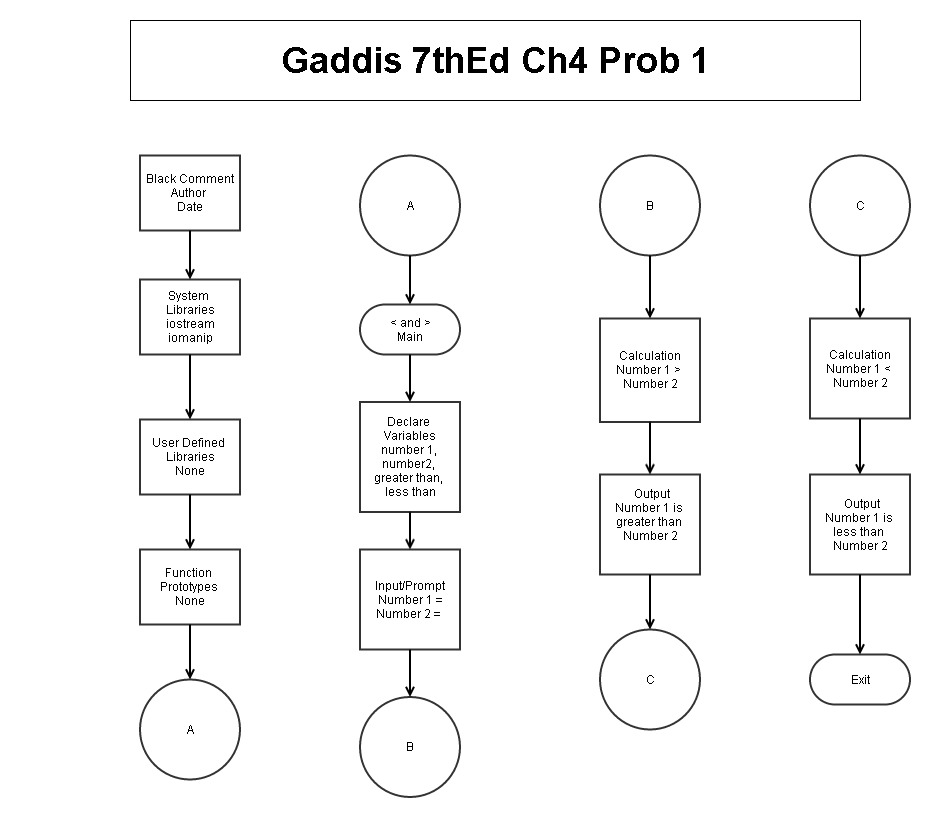 Gaddis 7thEd Ch4 Prob 1
Black Comment
Author
Date
System
Libraries
iostream
iomanip
User Defined
Libraries
None
Function
Prototypes
None
A
A
< and >
Main
Declare
Variables
number 1,
number2,
greater than,
less than
Input/Prompt
Number 1 =
Number 2 =
B
B
Calculation
Number 1 >
Number 2
Output
Number 1 is
greater than
Number 2
C
C
Calculation
Number 1 <
Number 2
Output
Number 1 is
less than
Number 2
Exit